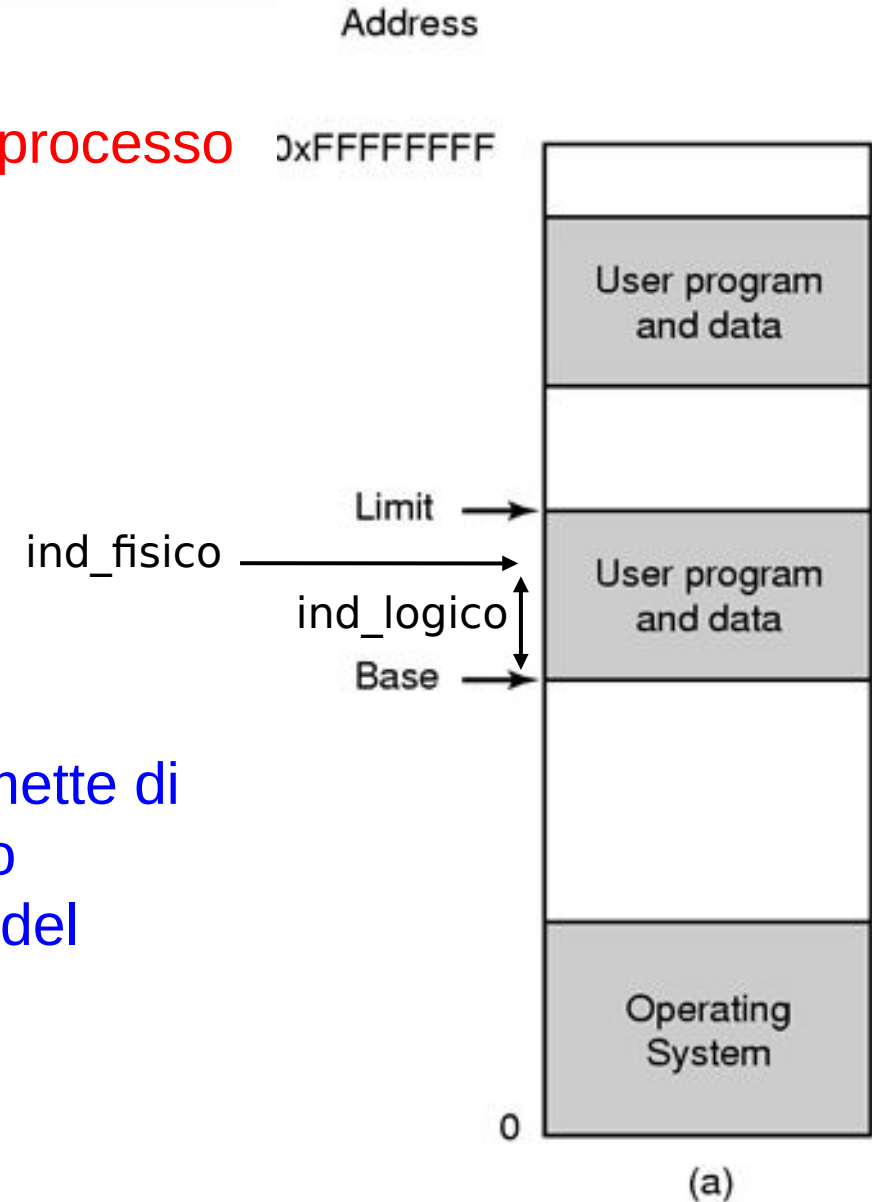 Address
processo
0xFFFFFFFF
User program
and data
Limit
ind_fisico
User program
and data
ind_logico
Base
mette di
o
del
Operating
System
0
(a)